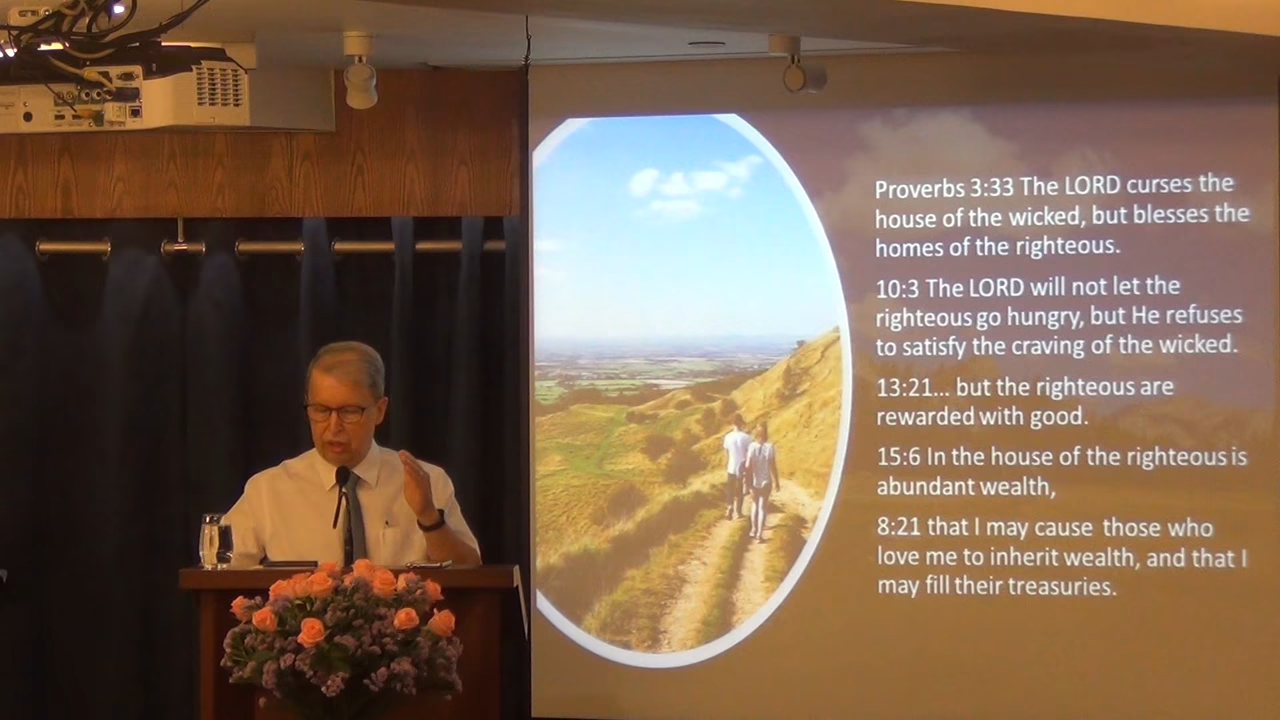 Proverbs 3:33 The LORD curses the
house of the wicked, but blesses the
homes of the righteous.
10:3 The LORD will not let the
righteous go hungry, but He refuses
to satisfy the craving of the wicked.
13:21... but the righteous are
rewarded with good.
15:6 In the house of the righteous is
abundant wealth,
8:21 that I may cause those who
love me to inherit wealth, and that I
may fill their treasuries.